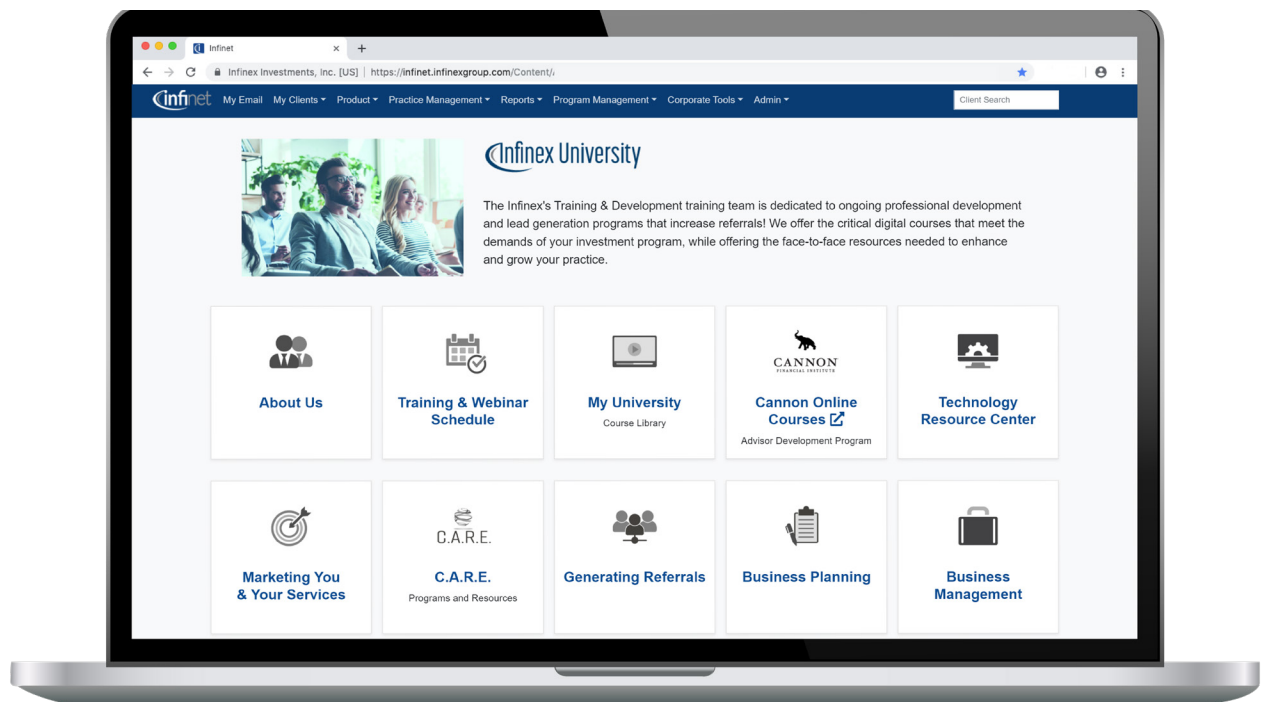 Infinet
Infinex Investments, Inc. [US] | https://infinet.infinexgroup.com/Content/
infinet My Email My Clients Product Practice Management Reports Program Management Corporate Tools Admin Client Search
Infinex University
The Infinex's Training & Development training team is dedicated to ongoing professional development
and lead generation programs that increase referrals! We offer the critical digital courses that meet the
demands of your investment program, while offering the face-to-face resources needed to enhance
and grow your practice.
CANNON
FINANCIAL INSTITUTE
About Us
Training & Webinar
Schedule
My University
Course Library
Cannon Online
Courses
Advisor Development Program
Technology
Resource Center
C.A.R.E.
Marketing You
& Your Services
C.A.R.E.
Programs and Resources
Generating Referrals
Business Planning
Business
Management